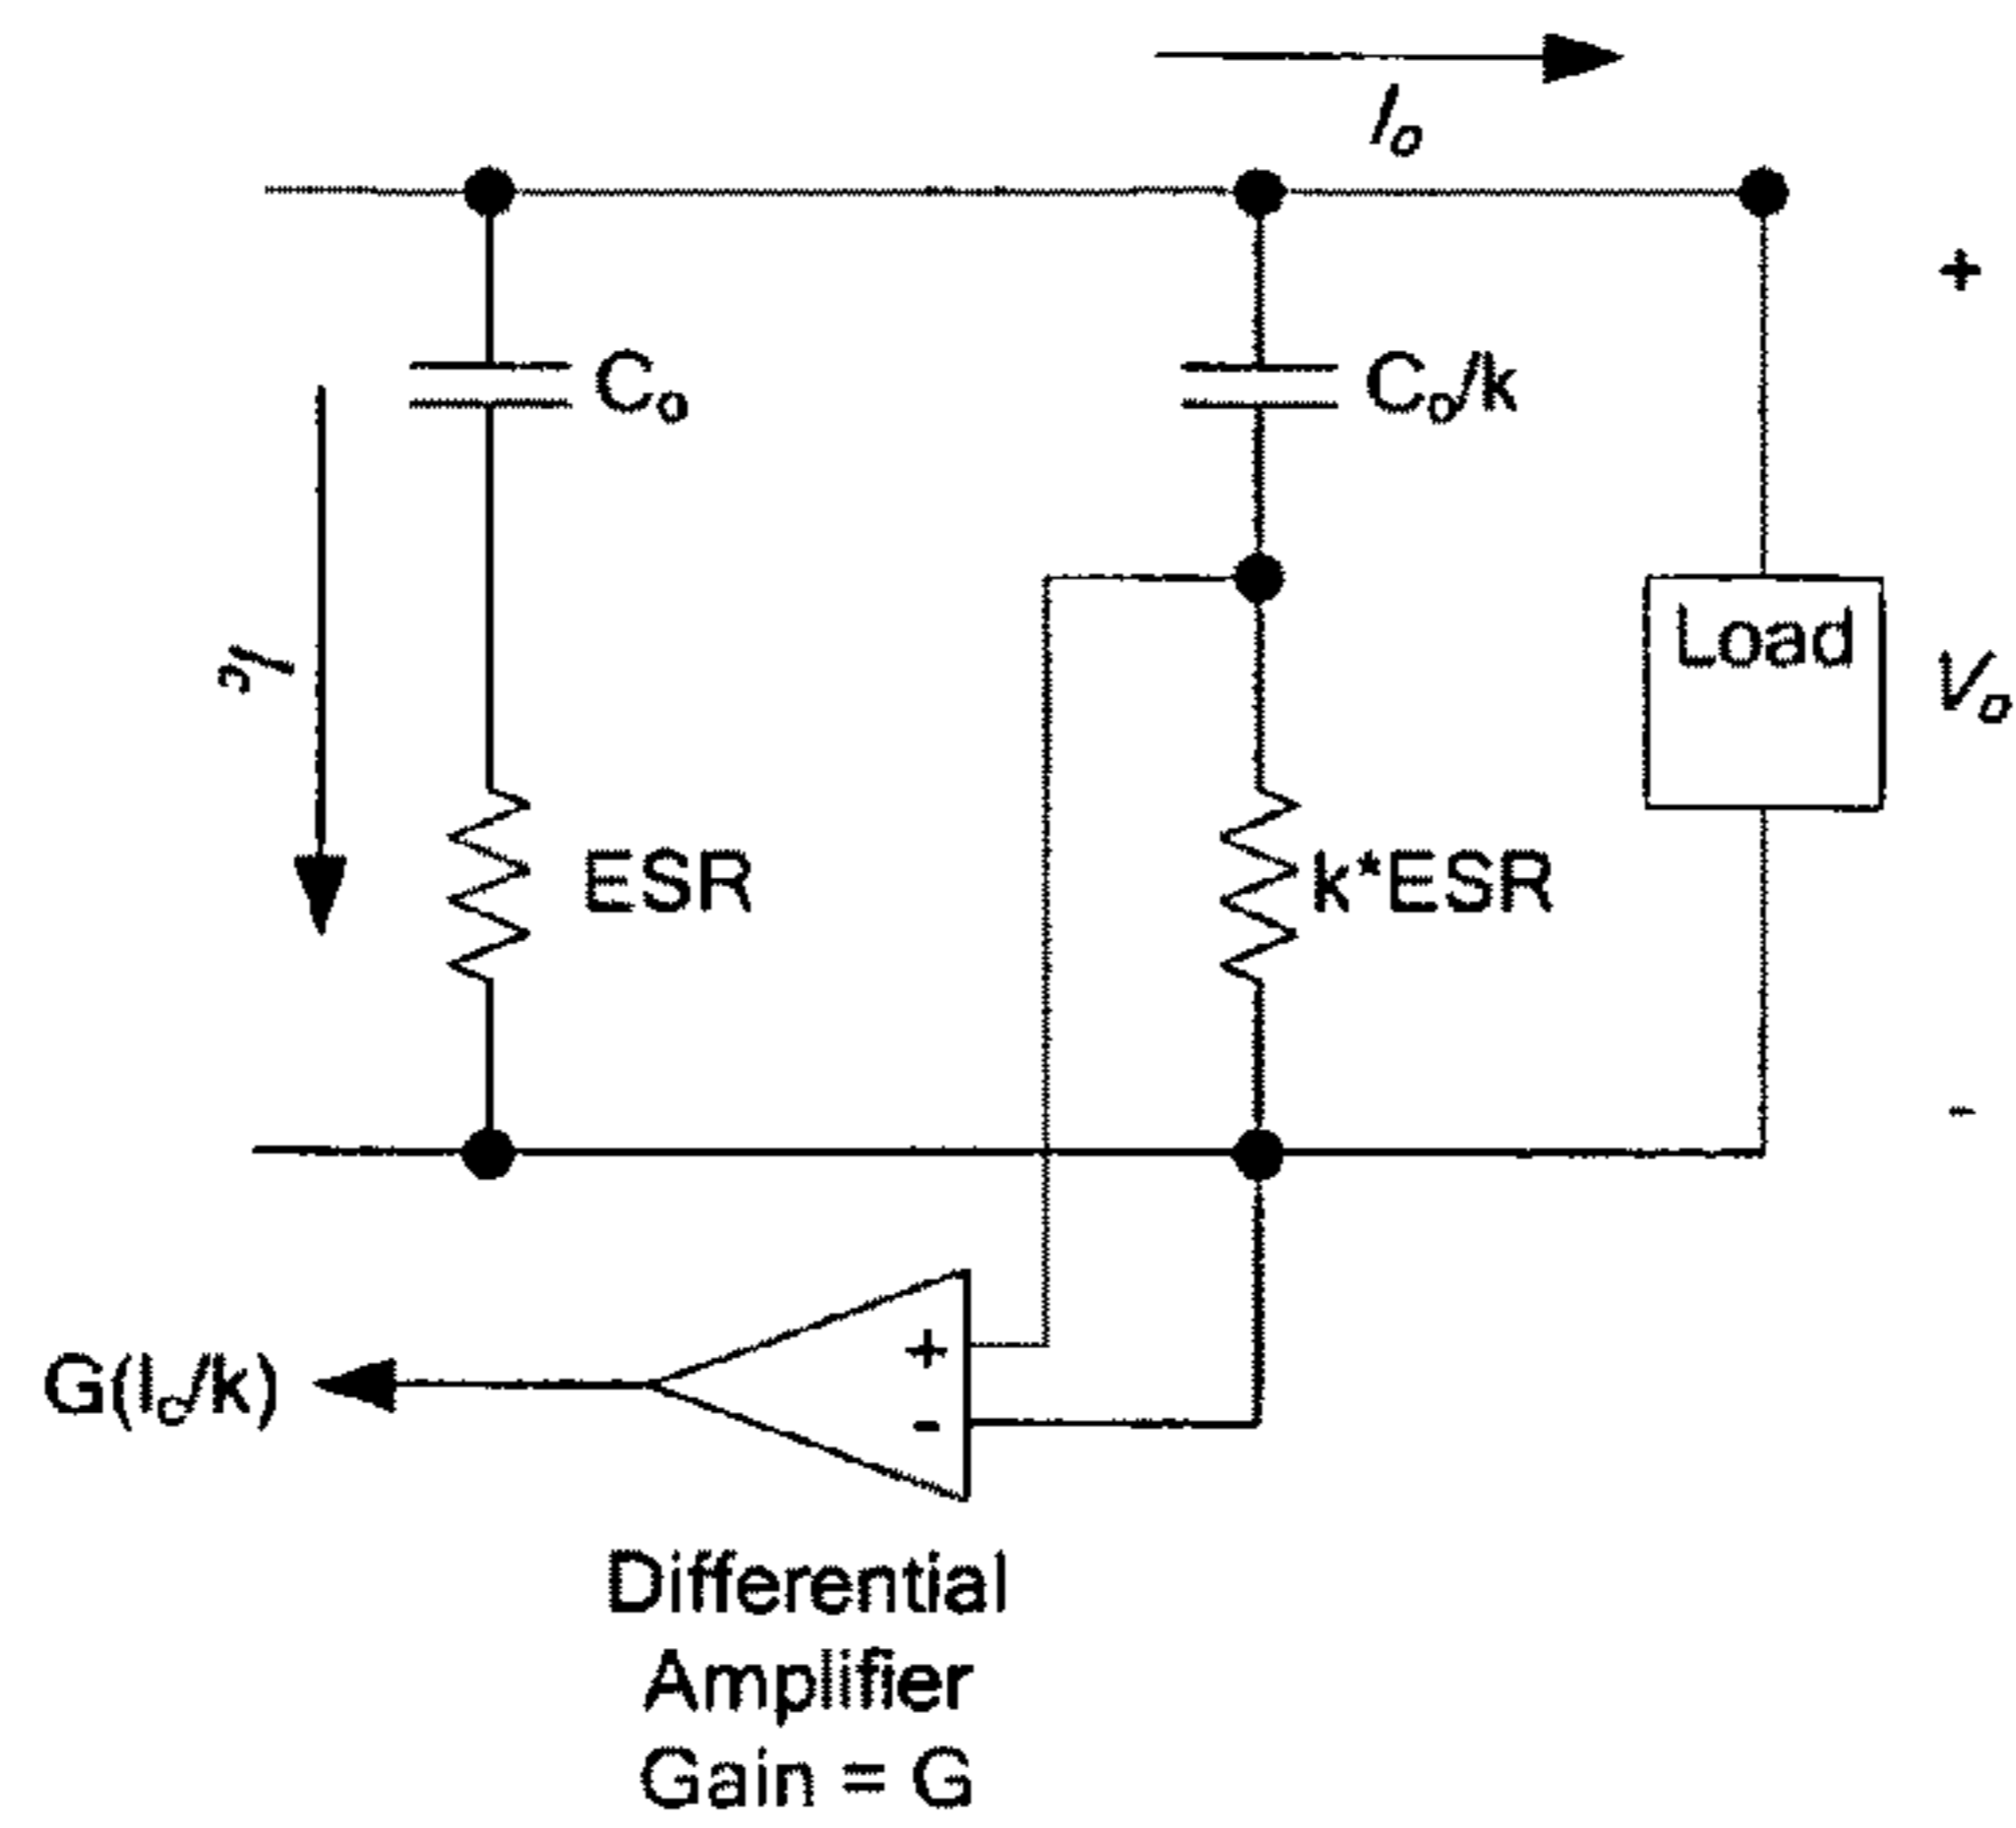 Io
+
Co
Co/k
Load
Ic
Vo
ESR
k*ESR
-
+
G(Ic/k)
-
Differential
Amplifier
Gain = G